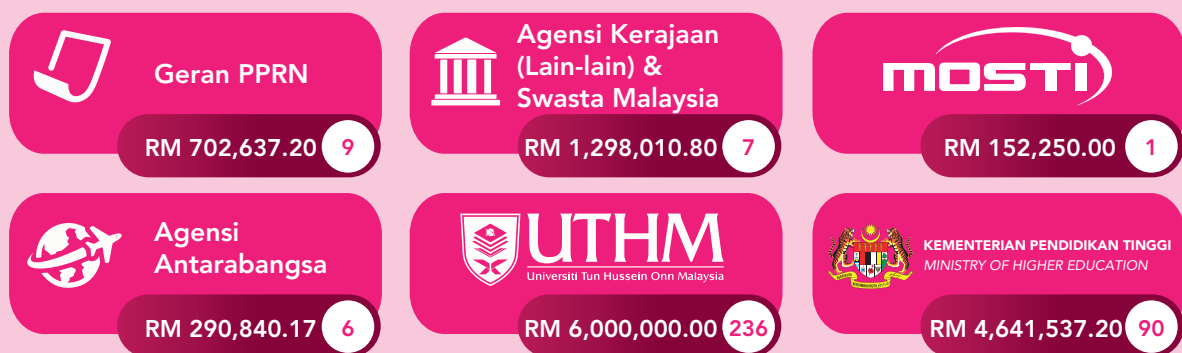 Geran PPRN
RM 702,637.20 9
Agensi Kerajaan
(Lain-lain) &
Swasta Malaysia
RM 1,298,010.80 7
MOSTI
RM 152,250.00 1
Agensi
Antarabangsa
RM 290,840.17 6
UTHM
Universiti Tun Hussein Onn Malaysia
RM 6,000,000.00 236
KEMENTERIAN PENDIDIKAN TINGGI
MINISTRY OF HIGHER EDUCATION
RM 4,641,537.20 90